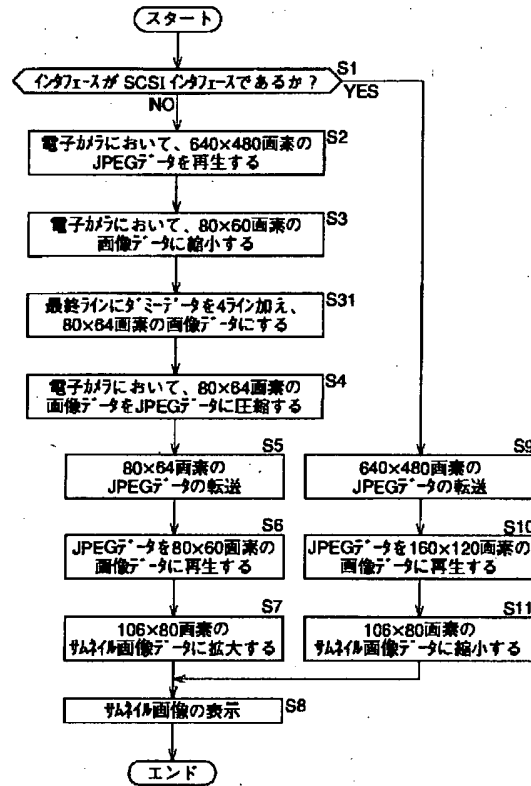 スタート
インタフェースが SCSI インタフェースであるか？
S1
NO
YES
電子カメラにおいて、640×480画素の
JPEGデータを再生する
S2
電子カメラにおいて、80×60画素の
画像データに縮小する
S3
最終ラインにダミーデータを4ライン加え、
80×64画素の画像データにする
S31
電子カメラにおいて、80×64画素の
画像データをJPEGデータに圧縮する
S4
S5
80×64画素の
JPEGデータの転送
S9
640×480画素の
JPEGデータの転送
S6
JPEGデータを80×60画素の
画像データに再生する
S10
JPEGデータを160×120画素の
画像データに再生する
S7
106×80画素の
サムネイル画像データに拡大する
S11
106×80画素の
サムネイル画像データに縮小する
サムネイル画像の表示
S8
エンド